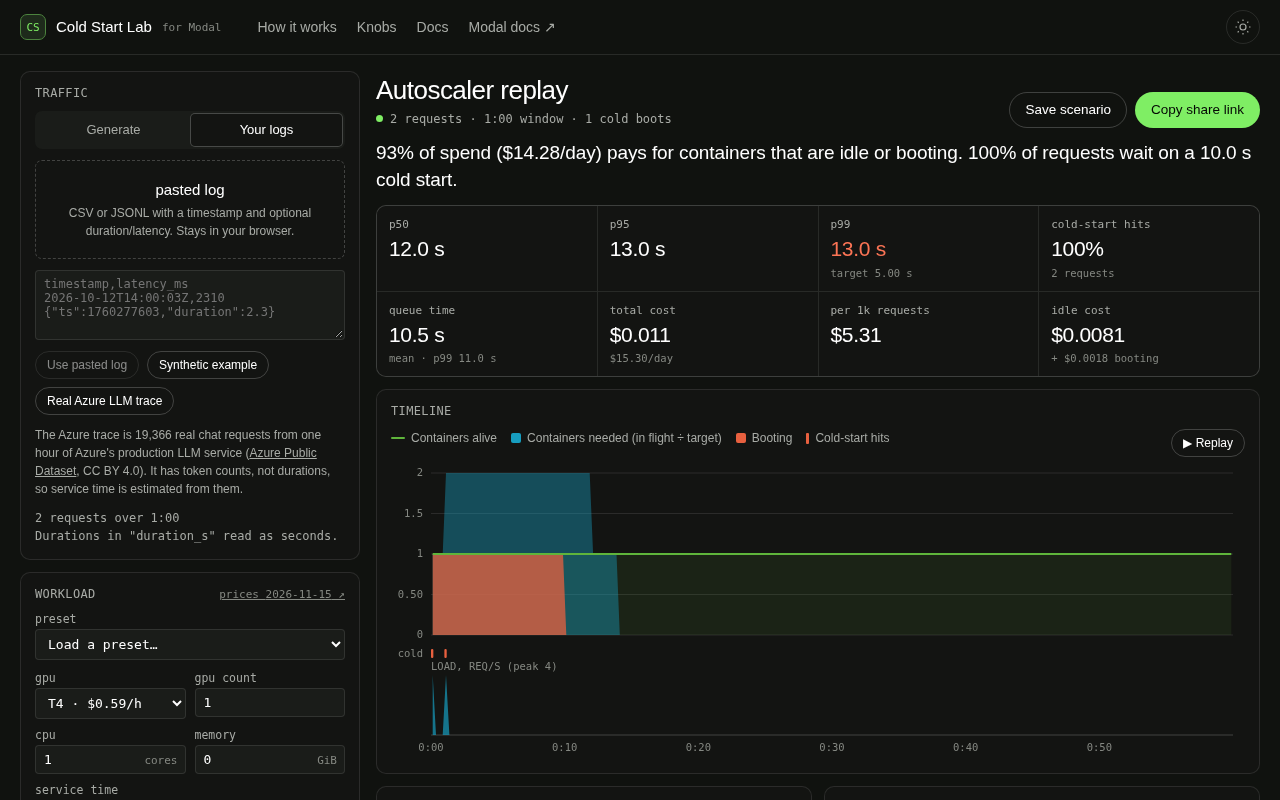 CS Cold Start Lab for Modal How it works Knobs Docs Modal docs ↗
TRAFFIC
Generate Your logs
pasted log
CSV or JSONL with a timestamp and optional
duration/latency. Stays in your browser.
timestamp,latency_ms
2026-10-12T14:00:03Z,2310
{"ts":1760277603,"duration":2.3}
Use pasted log Synthetic example
Real Azure LLM trace
The Azure trace is 19,366 real chat requests from one
hour of Azure's production LLM service (Azure Public
Dataset, CC BY 4.0). It has token counts, not durations,
so service time is estimated from them.
2 requests over 1:00
Durations in "duration_s" read as seconds.
WORKLOAD prices 2026-11-15 ↗
preset
Load a preset…
gpu gpu count
T4 · $0.59/h 1
cpu memory
1 cores 0 GiB
service time
Autoscaler replay
2 requests · 1:00 window · 1 cold boots
Save scenario Copy share link
93% of spend ($14.28/day) pays for containers that are idle or booting. 100% of requests wait on a 10.0 s
cold start.
p50 p95 p99 cold-start hits
12.0 s 13.0 s 13.0 s 100%
target 5.00 s 2 requests
queue time total cost per 1k requests idle cost
10.5 s $0.011 $5.31 $0.0081
mean · p99 11.0 s $15.30/day + $0.0018 booting
TIMELINE
Containers alive Containers needed (in flight ÷ target) Booting Cold-start hits
▶ Replay
2
1.5
1
0.50
0
cold
LOAD, REQ/S (peak 4)
0:00 0:10 0:20 0:30 0:40 0:50